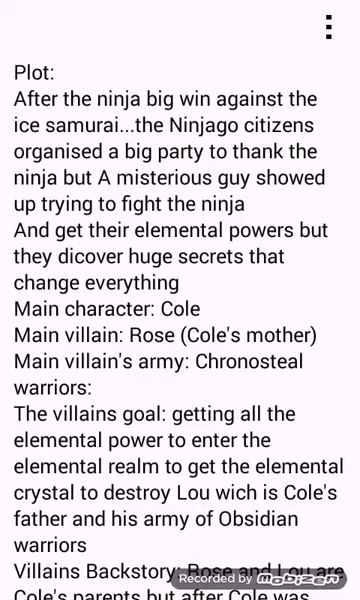 Plot:
After the ninja big win against the
ice samurai...the Ninjago citizens
organised a big party to thank the
ninja but A misterious guy showed
up trying to fight the ninja
And get their elemental powers but
they dicover huge secrets that
change everything
Main character: Cole
Main villain: Rose (Cole's mother)
Main villain's army: Chronosteal
warriors:
The villains goal: getting all the
elemental power to enter the
elemental realm to get the elemental
crystal to destroy Lou wich is Cole's
father and his army of Obsidian
warriors
Villains Backstory: Rose and Lou are
Recorded by mobizen
Cole's parents but after Cole was